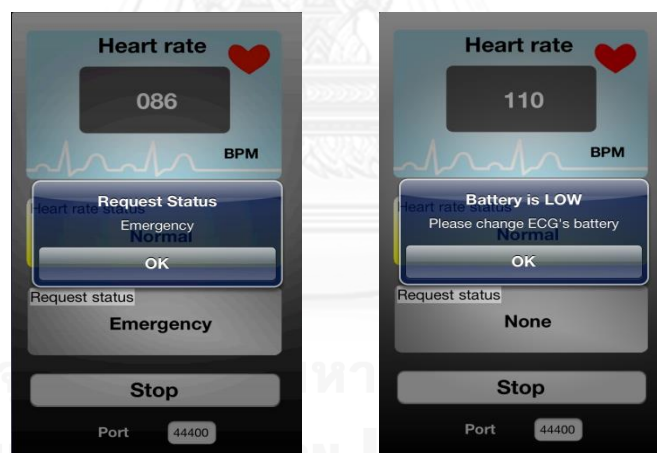 Heart rate
086
BPM
Request Status
Heart rate status
Emergency
Normal
OK
Request status
Emergency
Stop
Port 44400
Heart rate
110
BPM
Battery is LOW
Heart rate status
Please change ECG's battery
Normal
OK
Request status
None
Stop
Port 44400